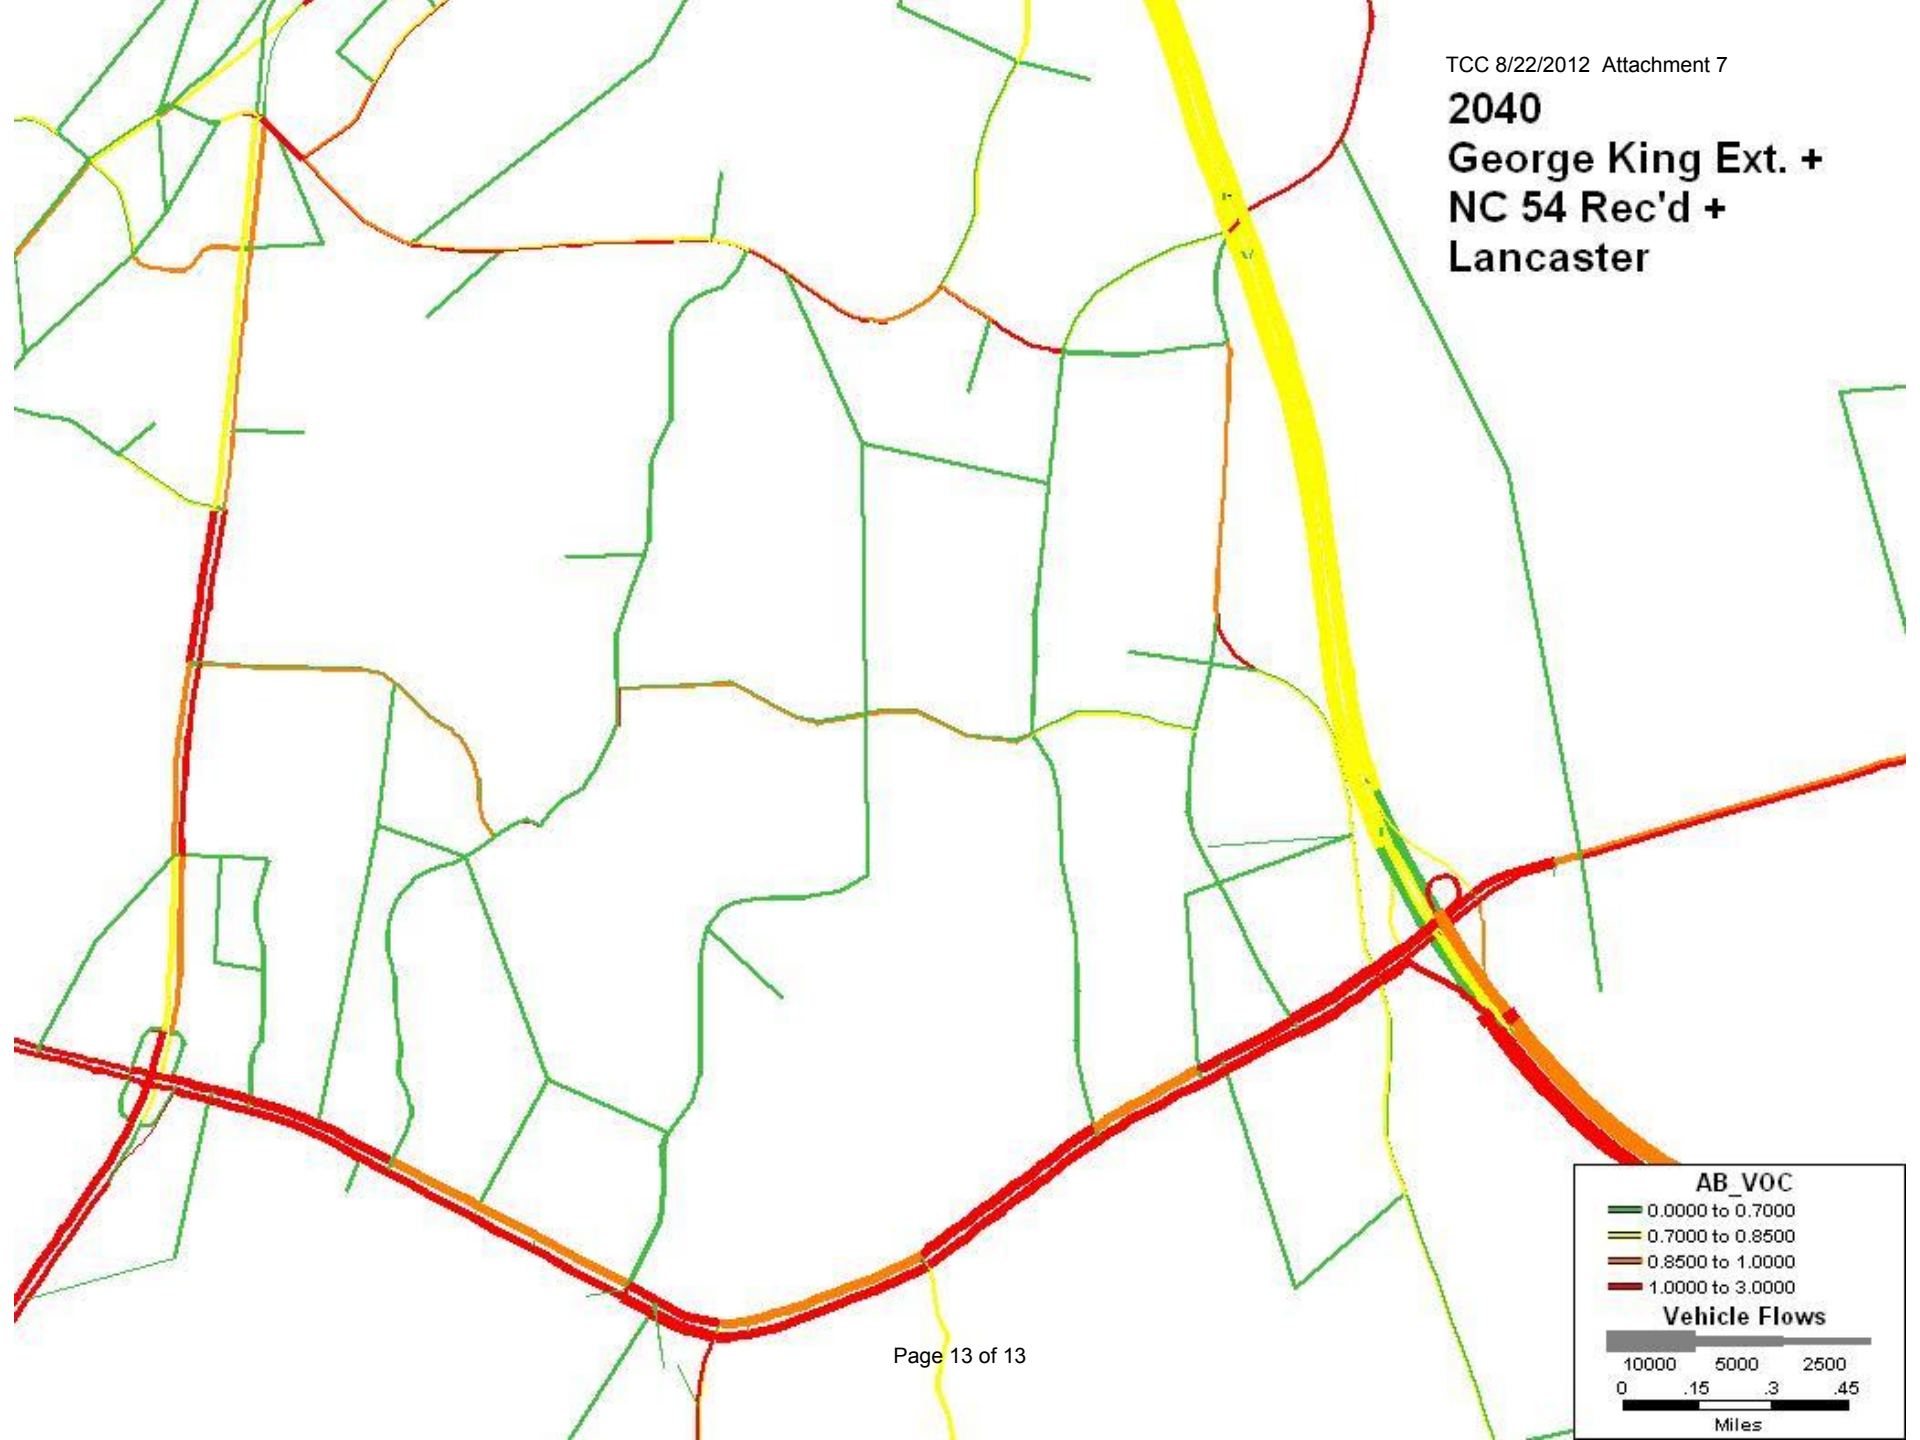 TCC 8/22/2012 Attachment 7
2040
George King Ext. +
NC 54 Rec'd +
Lancaster
AB_VOC
0.0000 to 0.7000
0.7000 to 0.8500
0.8500 to 1.0000
1.0000 to 3.0000
Vehicle Flows
10000 5000 2500
0 .15 .3 .45
Miles
Page 13 of 13